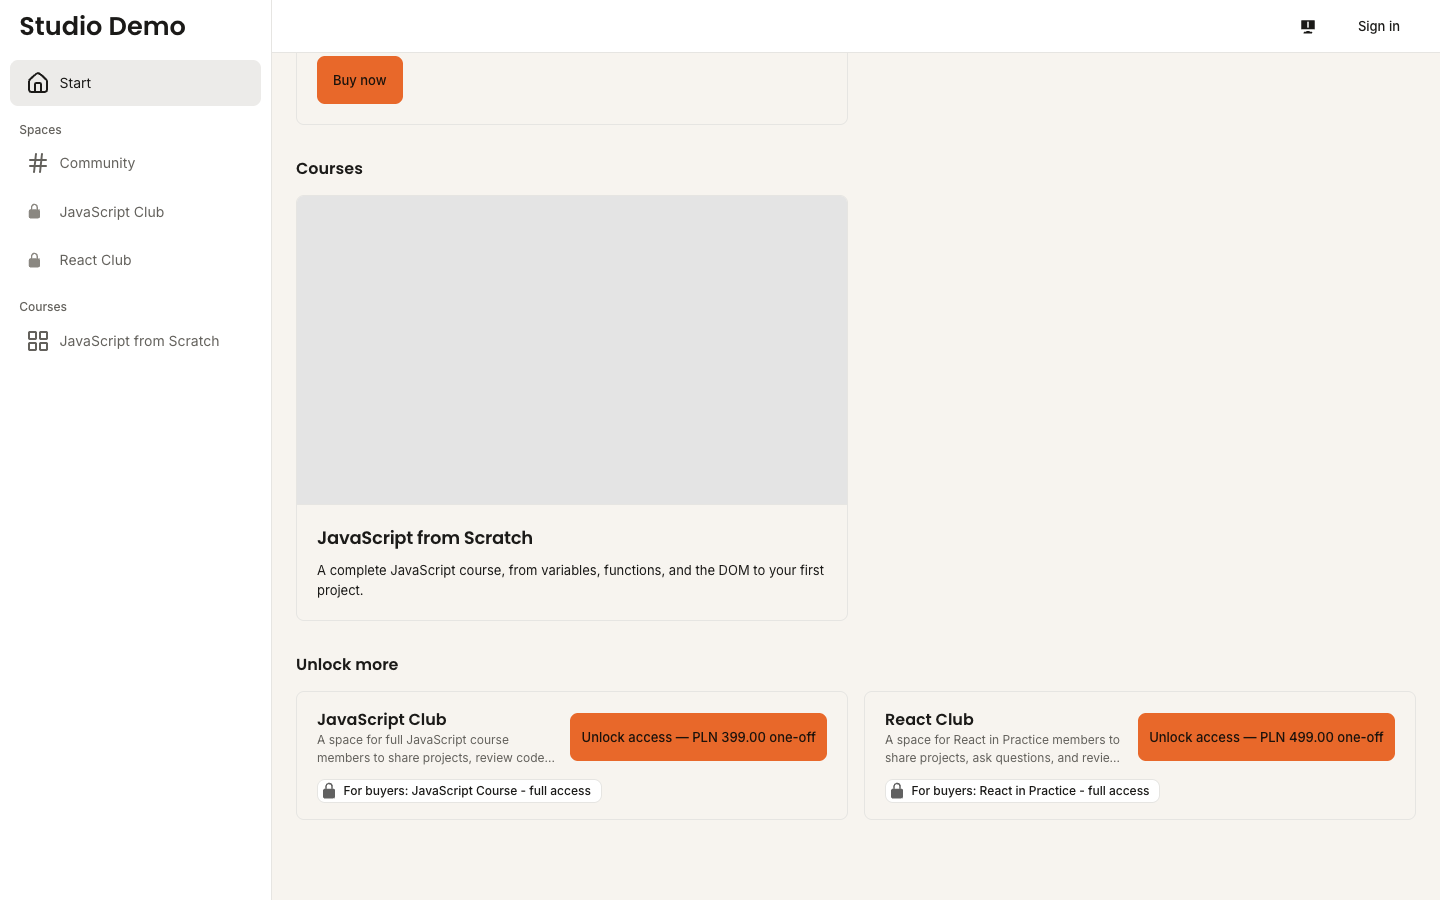 Studio Demo
Sign in
Start
Spaces
Community
JavaScript Club
React Club
Courses
JavaScript from Scratch
Buy now
Courses
JavaScript from Scratch
A complete JavaScript course, from variables, functions, and the DOM to your first
project.
Unlock more
JavaScript Club
A space for full JavaScript course
members to share projects, review code...
Unlock access — PLN 399.00 one-off
For buyers: JavaScript Course - full access
React Club
A space for React in Practice members to
share projects, ask questions, and revie...
Unlock access — PLN 499.00 one-off
For buyers: React in Practice - full access